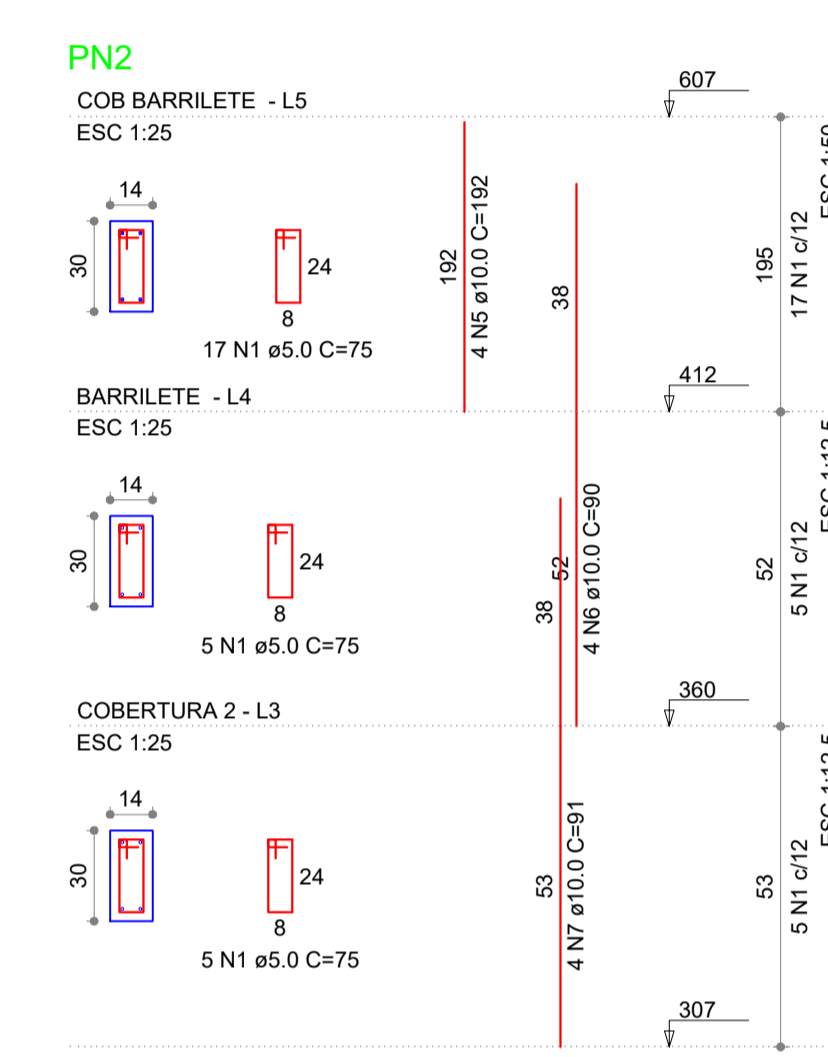 PN2
COB BARRILETE - L5
ESC 1:25
607
14
30
24
8
17 N1 ø5.0 C=75
192
4 N5 ø10.0 C=192
38
195
17 N1 c/12
BARRILETE - L4
ESC 1:25
412
14
30
24
8
5 N1 ø5.0 C=75
38
52
4 N6 ø10.0 C=90
52
5 N1 c/12
COBERTURA 2 - L3
ESC 1:25
360
14
30
24
8
5 N1 ø5.0 C=75
53
4 N7 ø10.0 C=91
53
5 N1 c/12
307